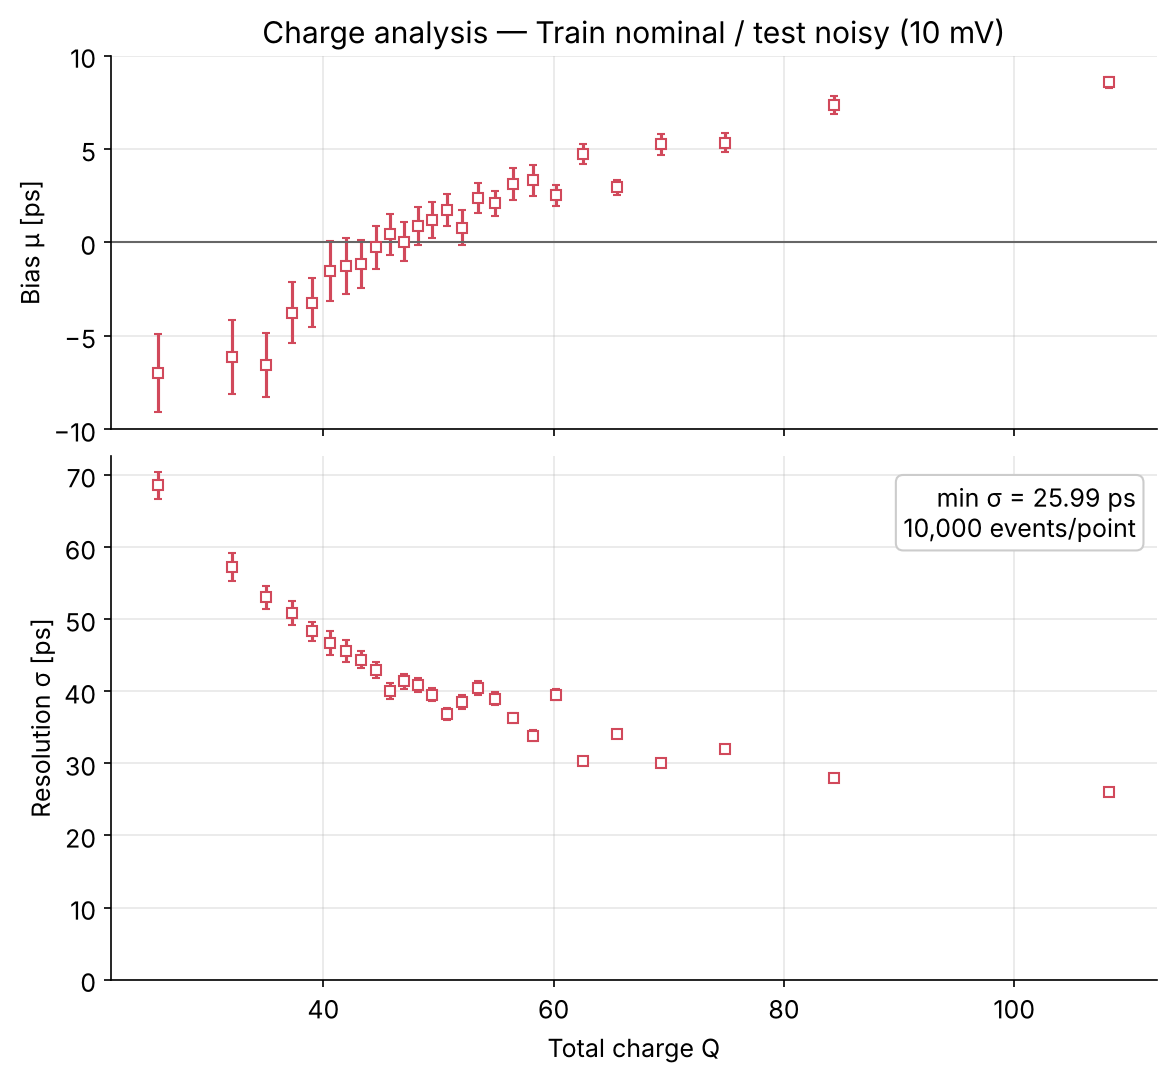 Charge analysis — Train nominal / test noisy (10 mV)
10
5
0
−5
−10
Bias µ [ps]
70
60
50
40
30
20
10
0
Resolution σ [ps]
min σ = 25.99 ps
10,000 events/point
40 60 80 100
Total charge Q